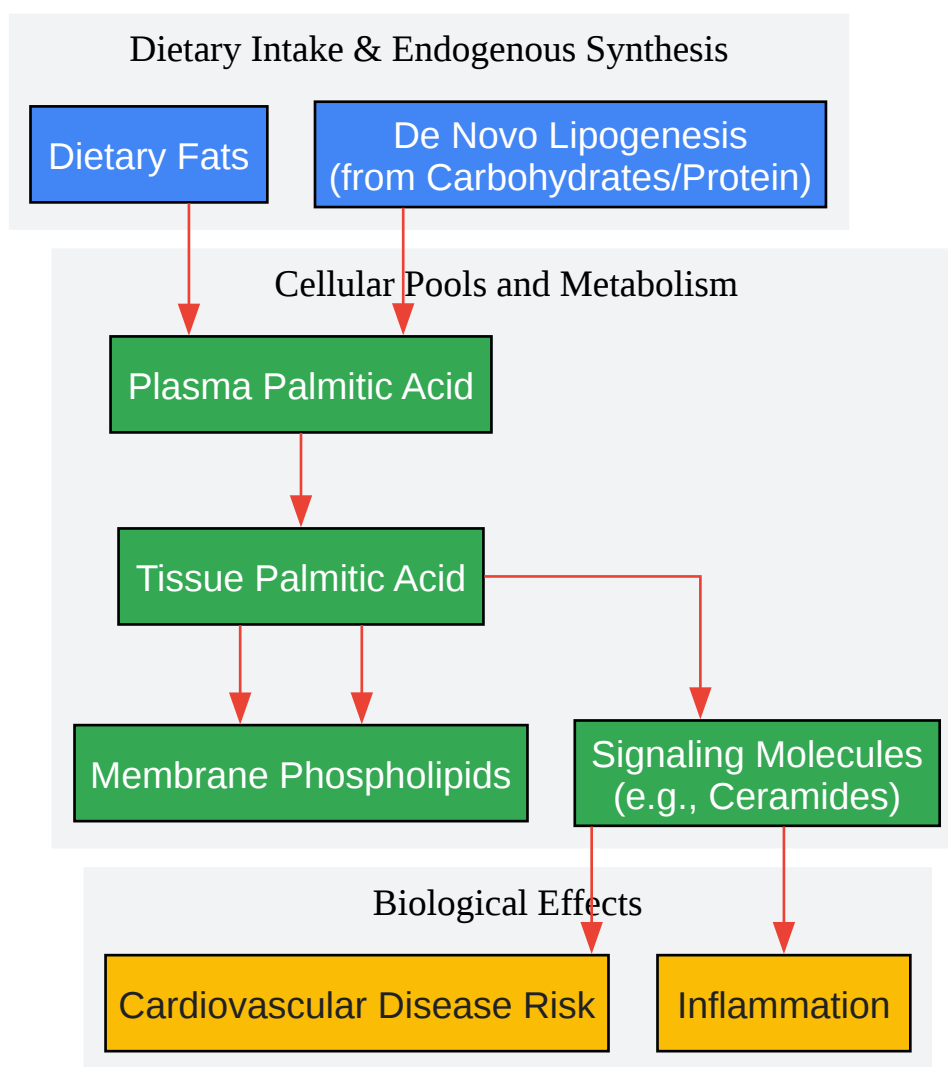 Dietary Intake & Endogenous Synthesis
Dietary Fats
De Novo Lipogenesis
(from Carbohydrates/Protein)
Cellular Pools and Metabolism
Plasma Palmitic Acid
Tissue Palmitic Acid
Membrane Phospholipids
Signaling Molecules
(e.g., Ceramides)
Biological Effects
Cardiovascular Disease Risk
Inflammation